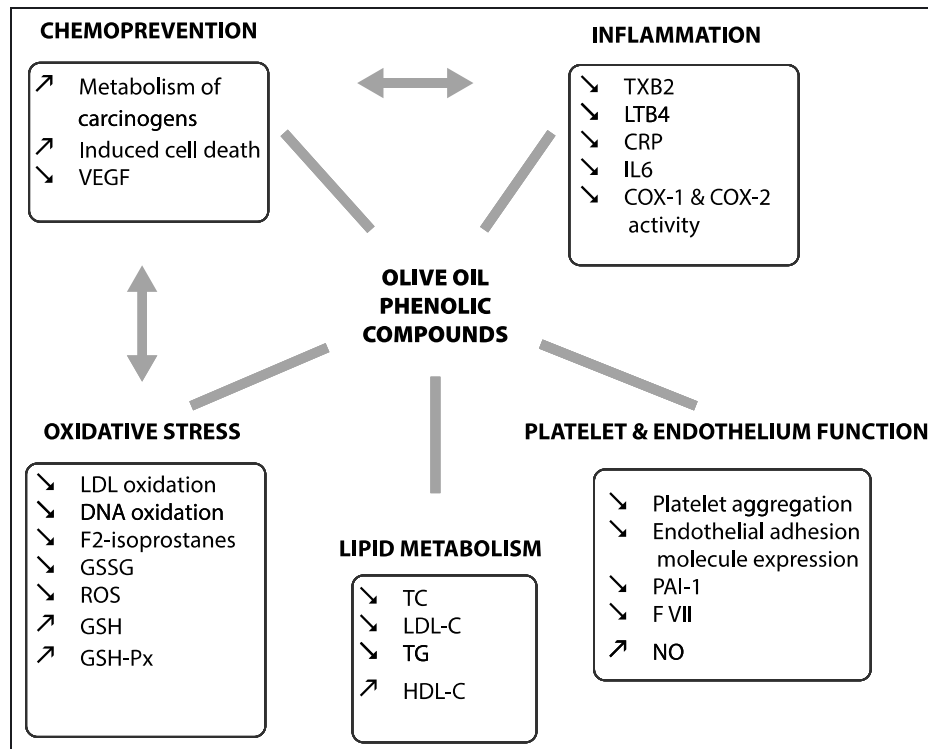 CHEMOPREVENTION
↗ Metabolism of
carcinogens
↗ Induced cell death
↘ VEGF
INFLAMMATION
↘ TXB2
↘ LTB4
↘ CRP
↘ IL6
↘ COX-1 & COX-2
activity
OLIVE OIL
PHENOLIC
COMPOUNDS
OXIDATIVE STRESS
↘ LDL oxidation
↘ DNA oxidation
↘ F2-isoprostanes
↘ GSSG
↘ ROS
↗ GSH
↗ GSH-Px
LIPID METABOLISM
↘ TC
↘ LDL-C
↘ TG
↗ HDL-C
PLATELET & ENDOTHELIUM FUNCTION
↘ Platelet aggregation
↘ Endothelial adhesion
molecule expression
↘ PAI-1
↘ F VII
↗ NO